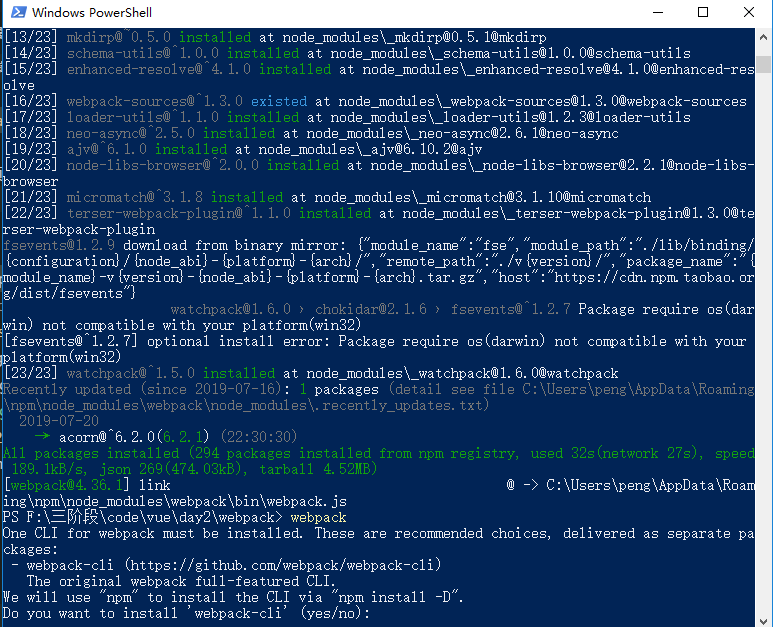 Windows PowerShell
[13/23] mkdirp@^0.5.0 installed at node_modules\_mkdirp@0.5.1@mkdirp
[14/23] schema-utils@^1.0.0 installed at node_modules\_schema-utils@1.0.0@schema-utils
[15/23] enhanced-resolve@^4.1.0 installed at node_modules\_enhanced-resolve@4.1.0@enhanced-res
olve
[16/23] webpack-sources@^1.3.0 existed at node_modules\_webpack-sources@1.3.0@webpack-sources
[17/23] loader-utils@^1.1.0 installed at node_modules\_loader-utils@1.2.3@loader-utils
[18/23] neo-async@^2.5.0 installed at node_modules\_neo-async@2.6.1@neo-async
[19/23] ajv@^6.1.0 installed at node_modules\_ajv@6.10.2@ajv
[20/23] node-libs-browser@^2.0.0 installed at node_modules\_node-libs-browser@2.2.1@node-libs-
browser
[21/23] micromatch@^3.1.8 installed at node_modules\_micromatch@3.1.10@micromatch
[22/23] terser-webpack-plugin@^1.1.0 installed at node_modules\_terser-webpack-plugin@1.3.0@te
rser-webpack-plugin
fsevents@1.2.9 download from binary mirror: {"module_name":"fse","module_path":"./lib/binding/
{configuration}/{node_abi}-{platform}-{arch}/","remote_path":"./v{version}/","package_name":"{
module_name}-v{version}-{node_abi}-{platform}-{arch}.tar.gz","host":"https://cdn.npm.taobao.or
g/dist/fsevents"}
watchpack@1.6.0 › chokidar@2.1.6 › fsevents@^1.2.7 Package require os(dar
win) not compatible with your platform(win32)
[fsevents@^1.2.7] optional install error: Package require os(darwin) not compatible with your
platform(win32)
[23/23] watchpack@^1.5.0 installed at node_modules\_watchpack@1.6.0@watchpack
Recently updated (since 2019-07-16): 1 packages (detail see file C:\Users\peng\AppData\Roaming
\npm\node_modules\webpack\node_modules\.recently_updates.txt)
2019-07-20
→ acorn@^6.2.0(6.2.1) (22:30:30)
All packages installed (294 packages installed from npm registry, used 32s(network 27s), speed
189.1kB/s, json 269(474.03kB), tarball 4.52MB)
[webpack@4.36.1] link @ -> C:\Users\peng\AppData\Roam
ing\npm\node_modules\webpack\bin\webpack.js
PS F:\三阶段\code\vue\day2\webpack> webpack
One CLI for webpack must be installed. These are recommended choices, delivered as separate pa
ckages:
- webpack-cli (https://github.com/webpack/webpack-cli)
The original webpack full-featured CLI.
We will use "npm" to install the CLI via "npm install -D".
Do you want to install 'webpack-cli' (yes/no):